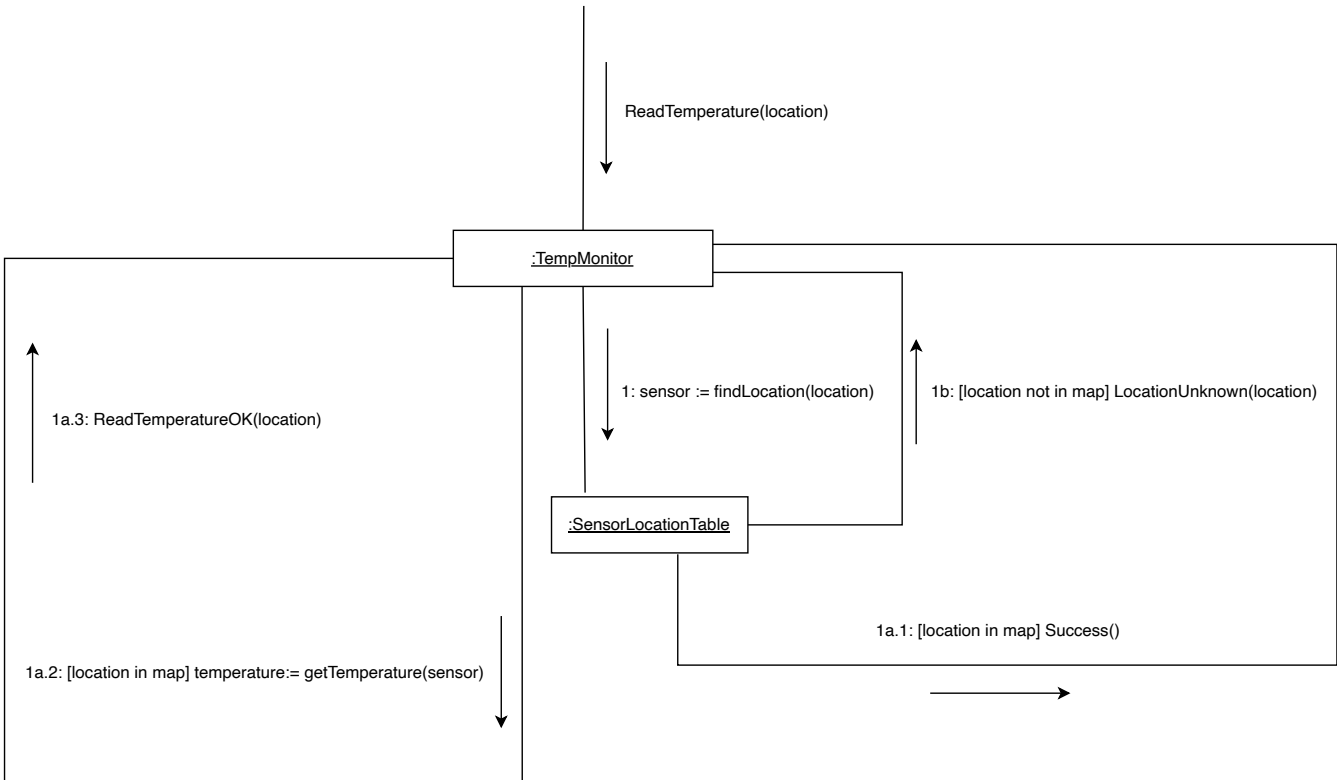 ReadTemperature(location)
:TempMonitor
1: sensor := findLocation(location)
1b: [location not in map] LocationUnknown(location)
1a.3: ReadTemperatureOK(location)
:SensorLocationTable
1a.1: [location in map] Success()
1a.2: [location in map] temperature:= getTemperature(sensor)